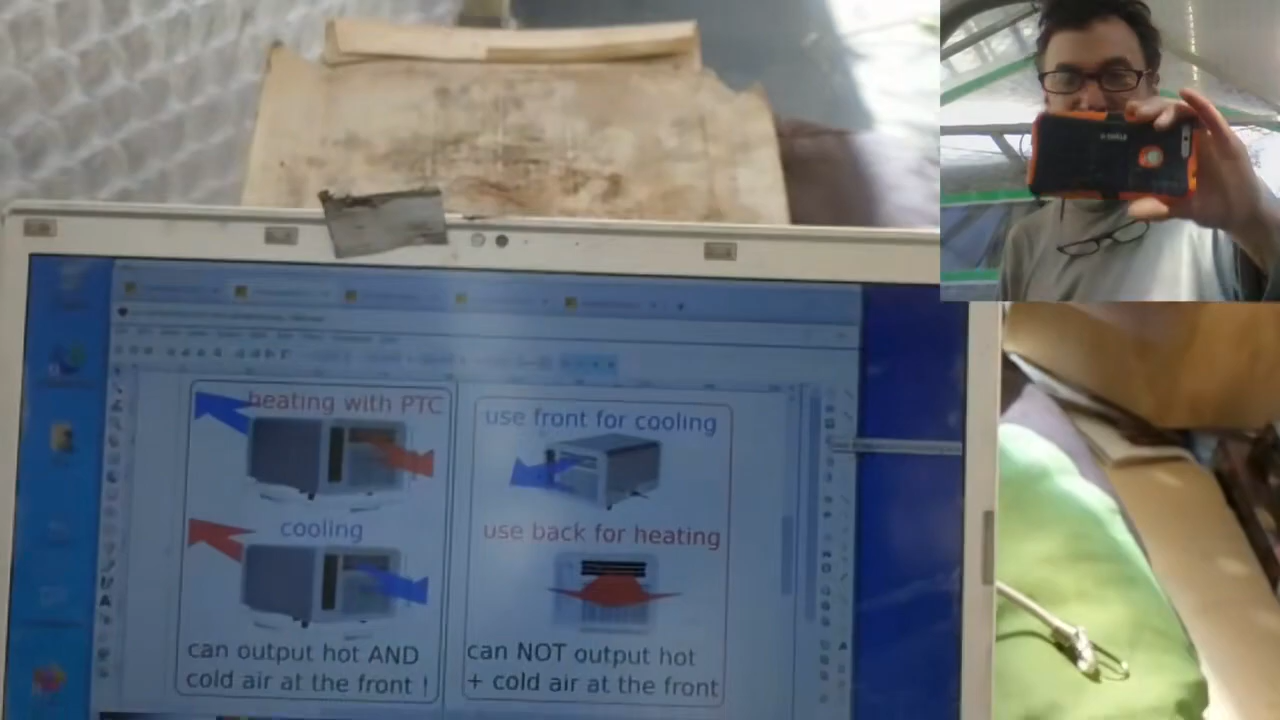 heating with PTC
cooling
can output hot AND
cold air at the front !
use front for cooling
use back for heating
can NOT output hot
+ cold air at the front